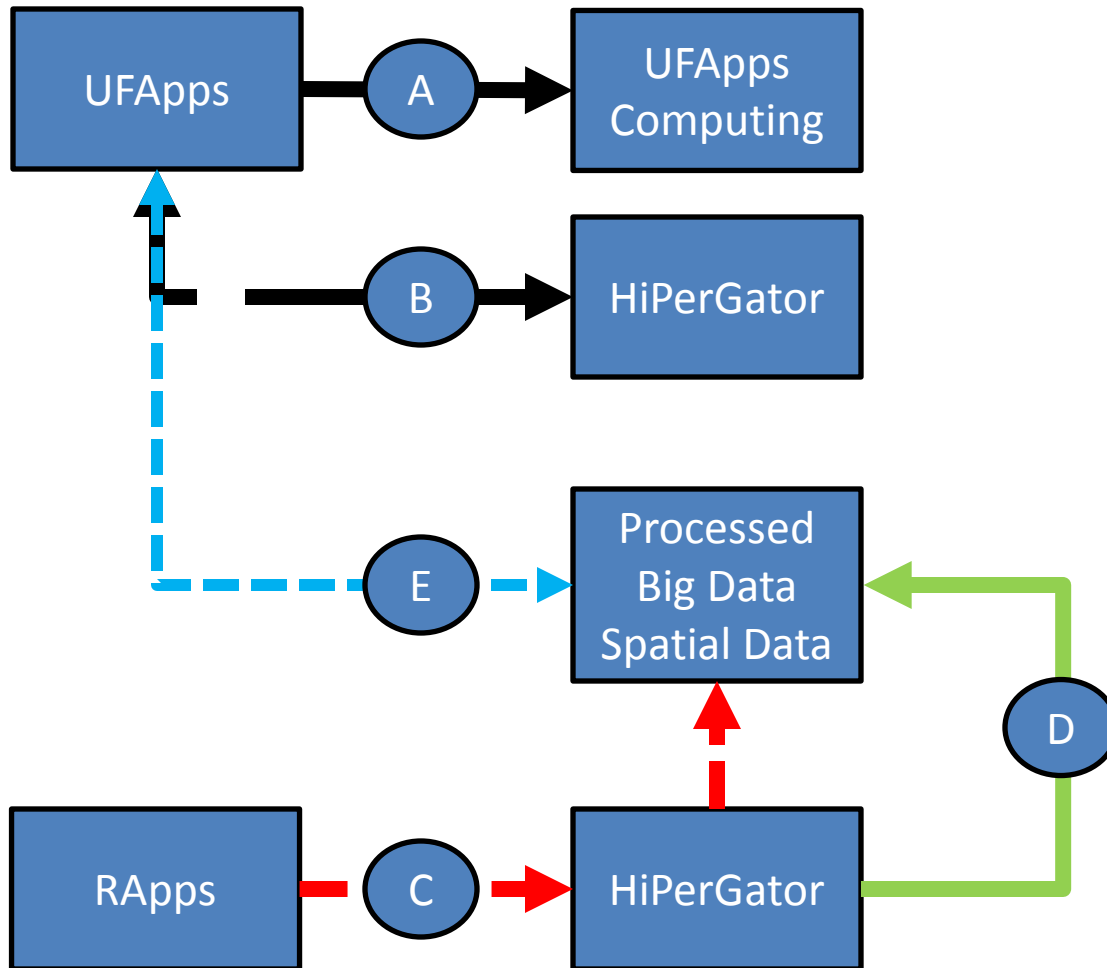 UFApps
A
UFApps
Computing
B
HiPerGator
Processed
Big Data
Spatial Data
E
D
RApps
C
HiPerGator